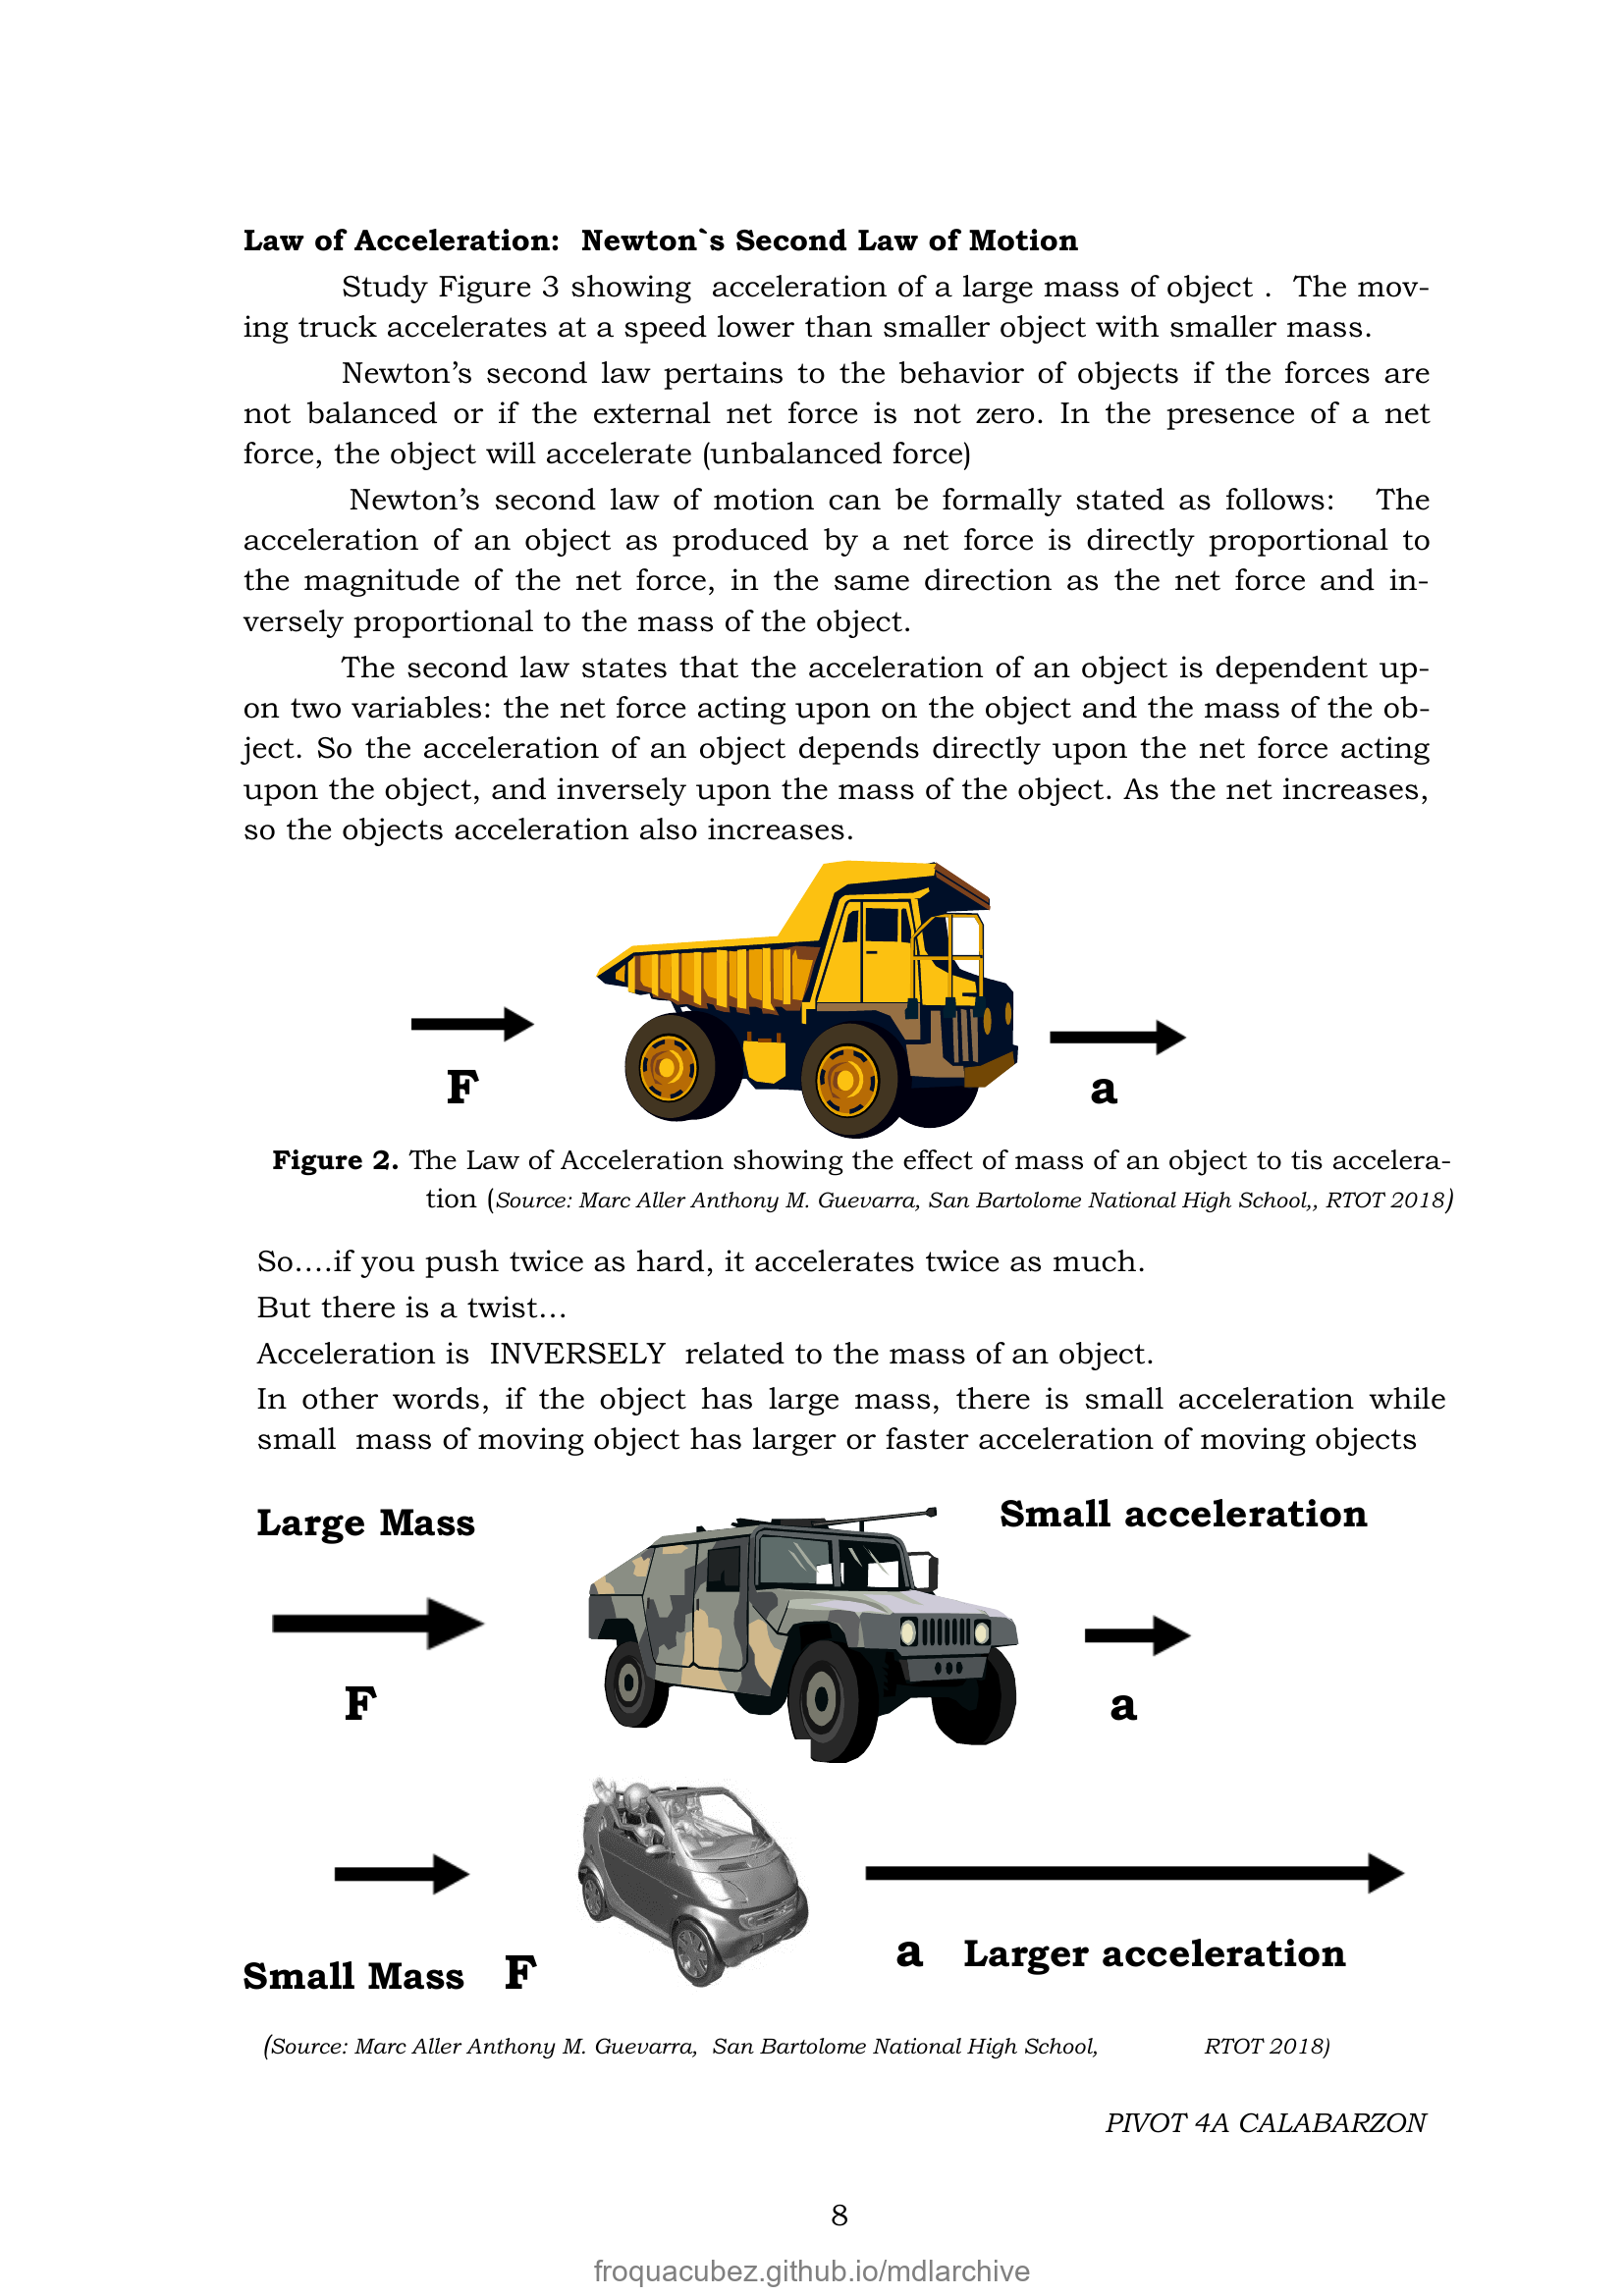 Law of Acceleration:  Newton`s Second Law of Motion
Study Figure 3 showing  acceleration of a large mass of object .  The mov-
ing truck accelerates at a speed lower than smaller object with smaller mass.
Newton’s second law pertains to the behavior of objects if the forces are
not balanced or if the external net force is not zero. In the presence of a net
force, the object will accelerate (unbalanced force)
Newton’s second law of motion can be formally stated as follows:   The
acceleration of an object as produced by a net force is directly proportional to
the magnitude of the net force, in the same direction as the net force and in-
versely proportional to the mass of the object.
The second law states that the acceleration of an object is dependent up-
on two variables: the net force acting upon on the object and the mass of the ob-
ject. So the acceleration of an object depends directly upon the net force acting
upon the object, and inversely upon the mass of the object. As the net increases,
so the objects acceleration also increases.
F
a
Figure 2. The Law of Acceleration showing the effect of mass of an object to tis accelera-
tion (Source: Marc Aller Anthony M. Guevarra, San Bartolome National High School,, RTOT 2018)
So….if you push twice as hard, it accelerates twice as much.
But there is a twist…
Acceleration is  INVERSELY  related to the mass of an object.
In other words, if the object has large mass, there is small acceleration while
small  mass of moving object has larger or faster acceleration of moving objects
Large Mass
Small acceleration
F
a
a   Larger acceleration
Small Mass   F
(Source: Marc Aller Anthony M. Guevarra,  San Bartolome National High School,   RTOT 2018)
PIVOT 4A CALABARZON
8
froquacubez.github.io/mdlarchive